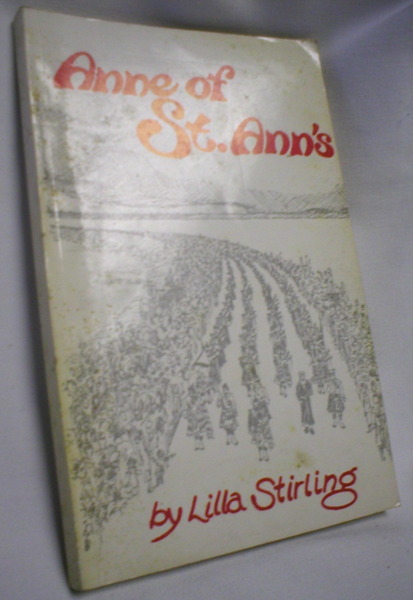 Anne of
St. Ann's
by Lilla Stirling